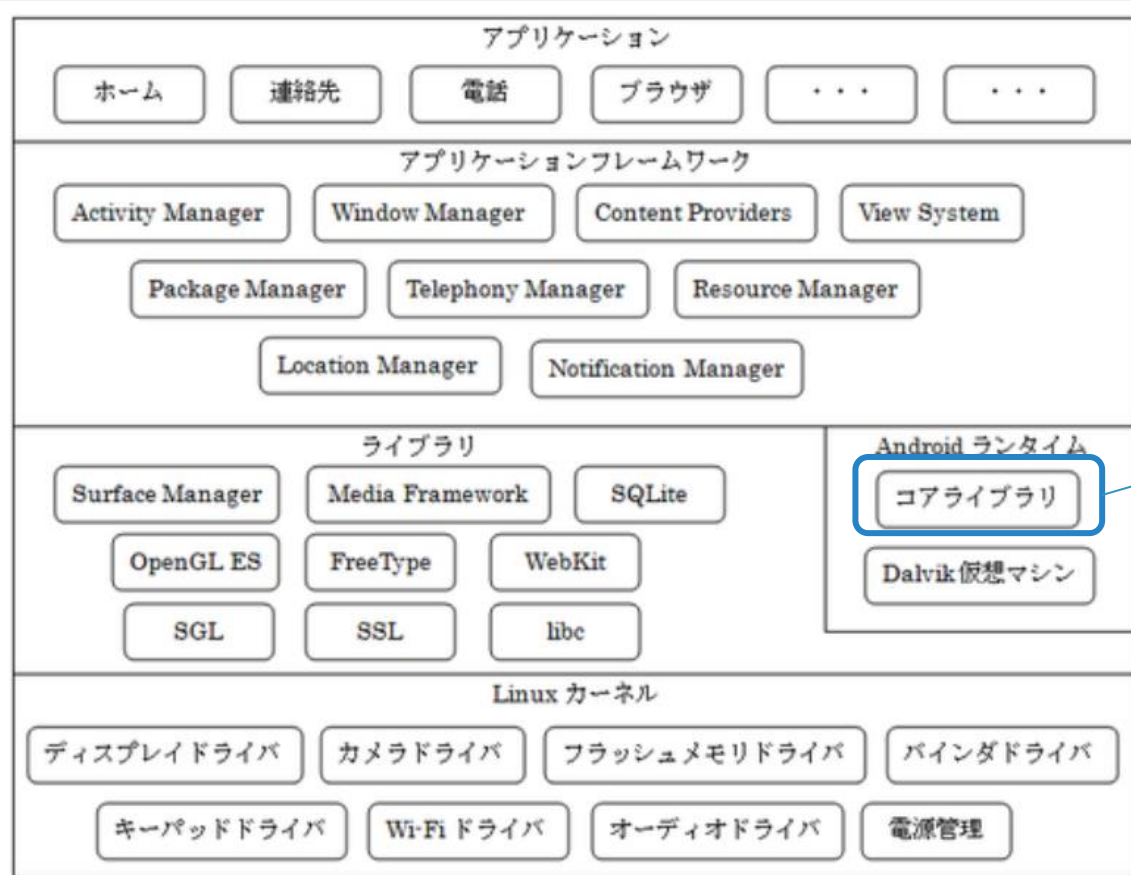 アプリケーション
ホーム 連絡先 電話 ブラウザ ・・・ ・・・
アプリケーションフレームワーク
Activity Manager Window Manager Content Providers View System
Package Manager Telephony Manager Resource Manager
Location Manager Notification Manager
ライブラリ
Surface Manager Media Framework SQLite
OpenGL ES FreeType WebKit
SGL SSL libc
Android ランタイム
コアライブラリ
Dalvik 仮想マシン
Linux カーネル
ディスプレイドライバ カメラドライバ フラッシュメモリドライバ バインダドライバ
キーパッドドライバ Wi-Fi ドライバ オーディオドライバ 電源管理